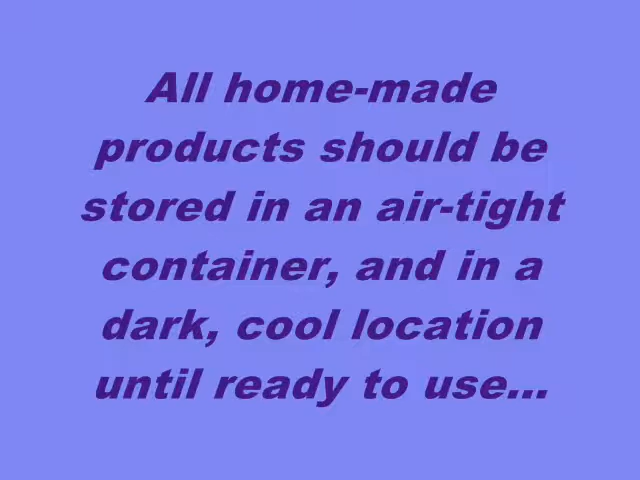 All home-made
products should be
stored in an air-tight
container, and in a
dark, cool location
until ready to use...